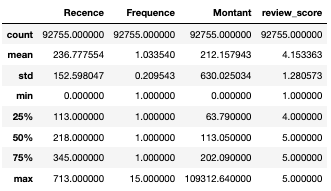 Recence Frequence Montant review_score
count 92755.000000 92755.000000 92755.000000 92755.000000
mean 236.777554 1.033540 212.157943 4.153363
std 152.598047 0.209543 630.025034 1.280573
min 0.000000 1.000000 0.000000 1.000000
25% 113.000000 1.000000 63.790000 4.000000
50% 218.000000 1.000000 113.050000 5.000000
75% 345.000000 1.000000 202.090000 5.000000
max 713.000000 15.000000 109312.640000 5.000000